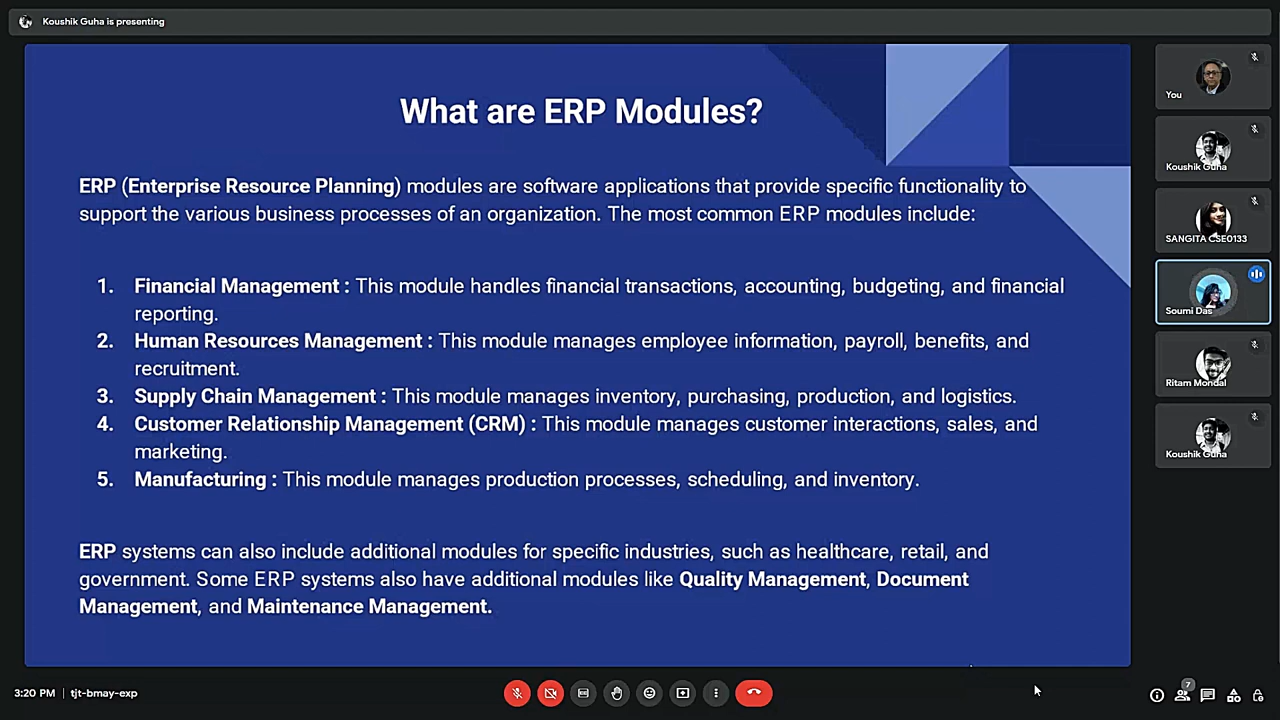 Koushik Guha is presenting
What are ERP Modules?
ERP (Enterprise Resource Planning) modules are software applications that provide specific functionality to
support the various business processes of an organization. The most common ERP modules include:
1. Financial Management : This module handles financial transactions, accounting, budgeting, and financial
reporting.
2. Human Resources Management : This module manages employee information, payroll, benefits, and
recruitment.
3. Supply Chain Management : This module manages inventory, purchasing, production, and logistics.
4. Customer Relationship Management (CRM) : This module manages customer interactions, sales, and
marketing.
5. Manufacturing : This module manages production processes, scheduling, and inventory.
ERP systems can also include additional modules for specific industries, such as healthcare, retail, and
government. Some ERP systems also have additional modules like Quality Management, Document
Management, and Maintenance Management.
You
Koushik Guha
SANGITA CSE0133
Soumi Das
Ritam Mondal
Koushik Guha
3:20 PM | tjt-bmay-exp
7